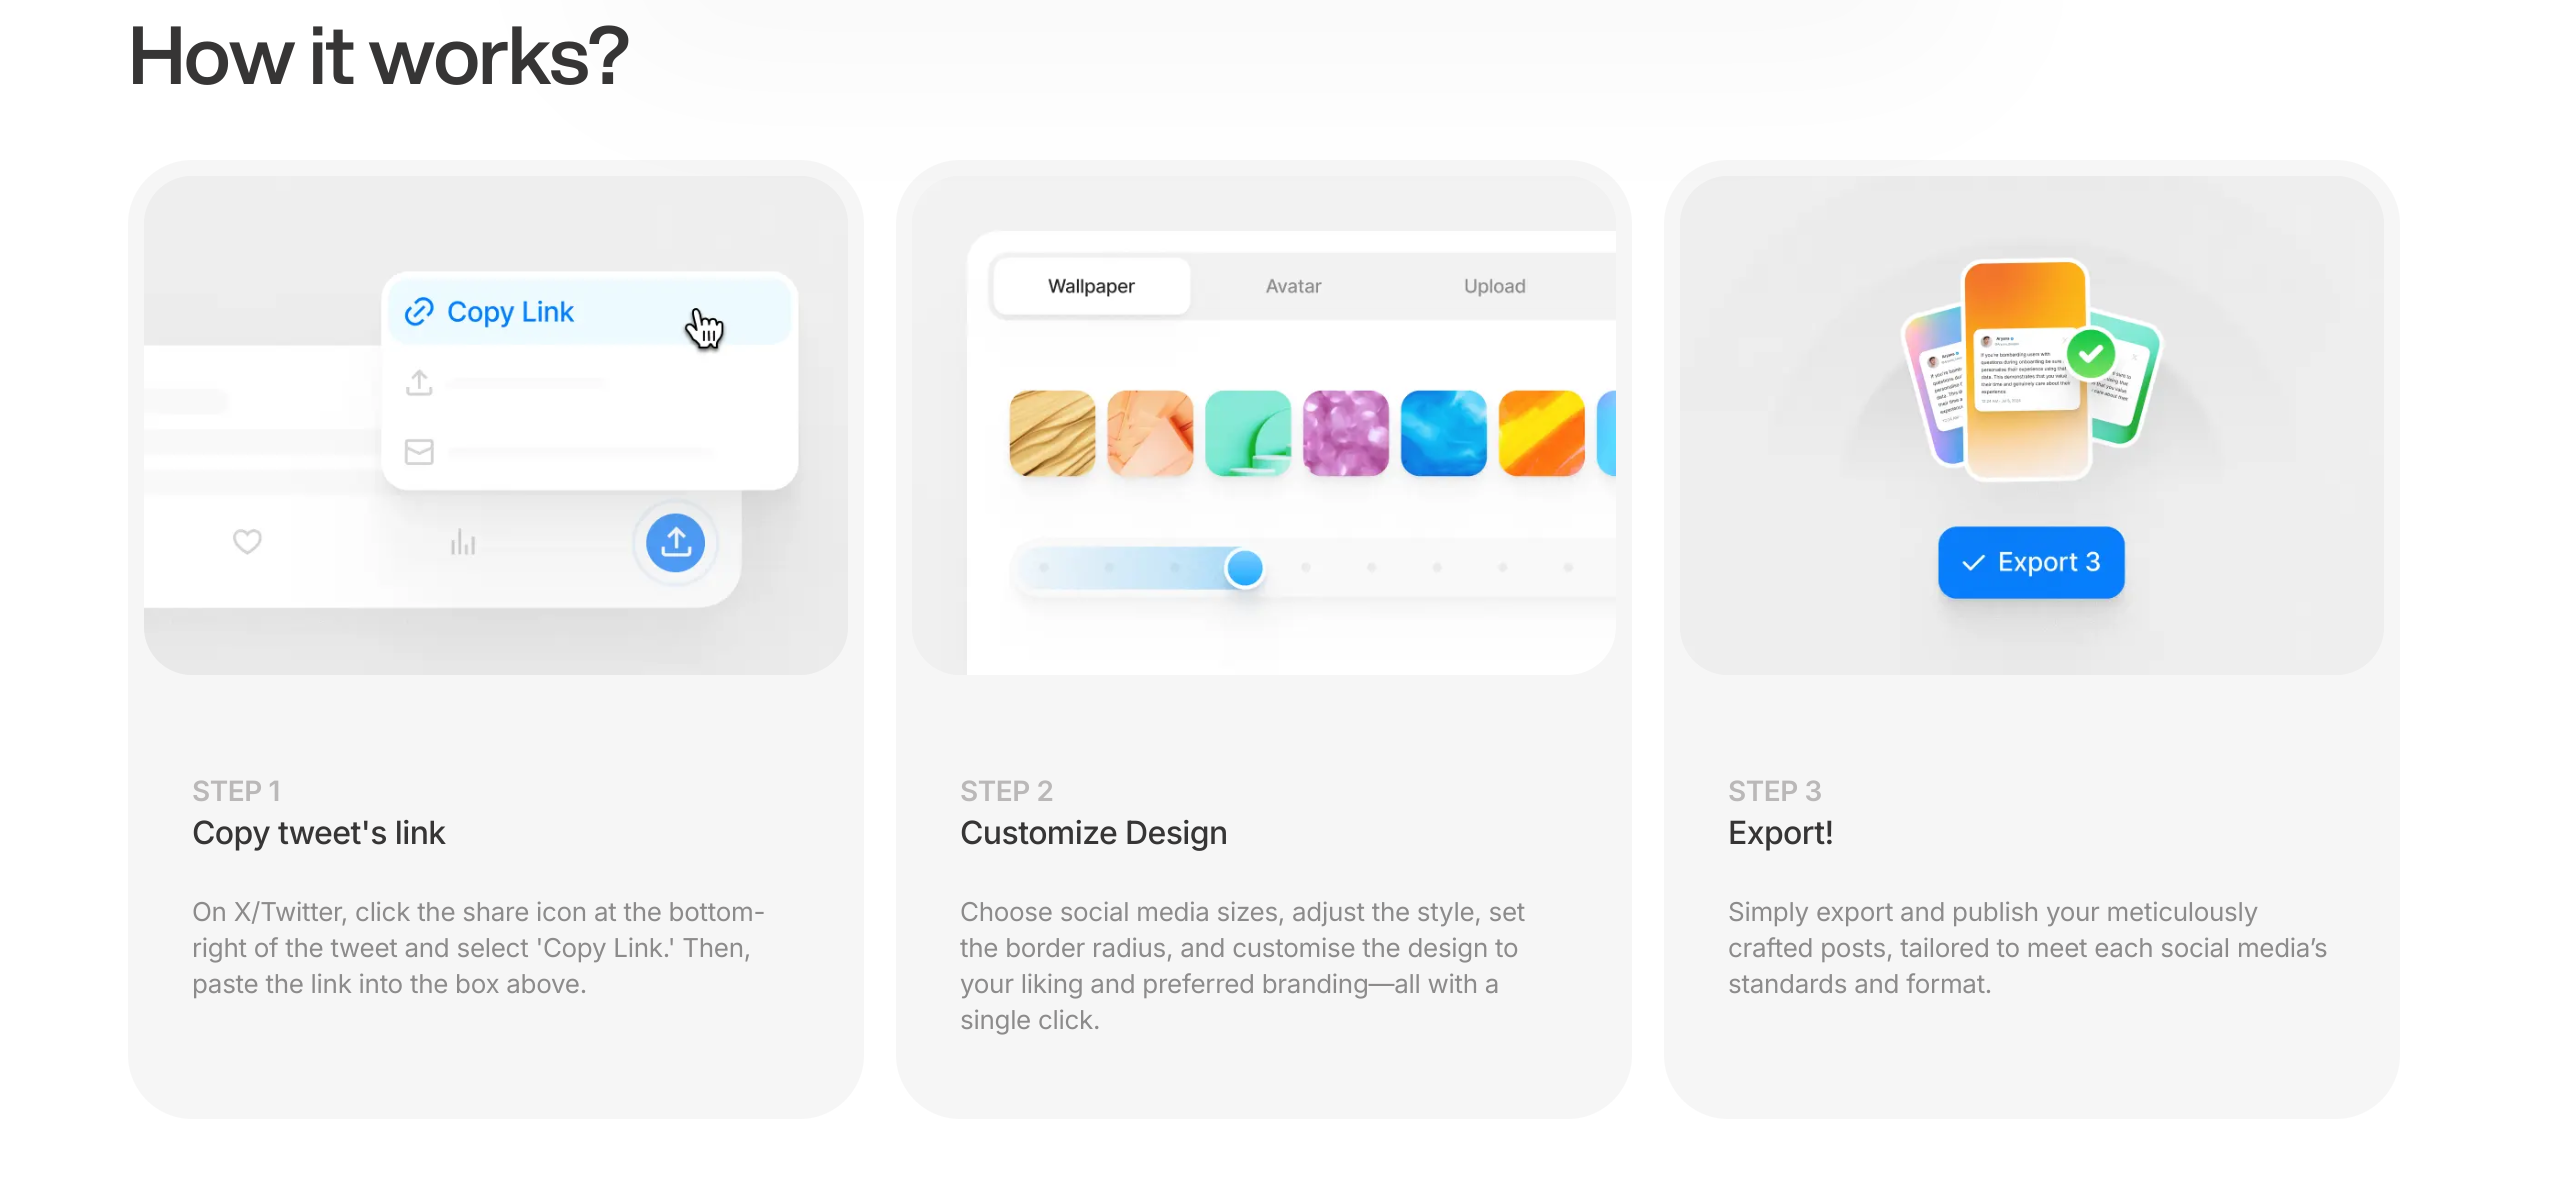 How it works?
Copy Link
Wallpaper
Avatar
Upload
Export 3
STEP 1
Copy tweet's link
On X/Twitter, click the share icon at the bottom-
right of the tweet and select 'Copy Link.' Then,
paste the link into the box above.
STEP 2
Customize Design
Choose social media sizes, adjust the style, set
the border radius, and customise the design to
your liking and preferred branding—all with a
single click.
STEP 3
Export!
Simply export and publish your meticulously
crafted posts, tailored to meet each social media’s
standards and format.